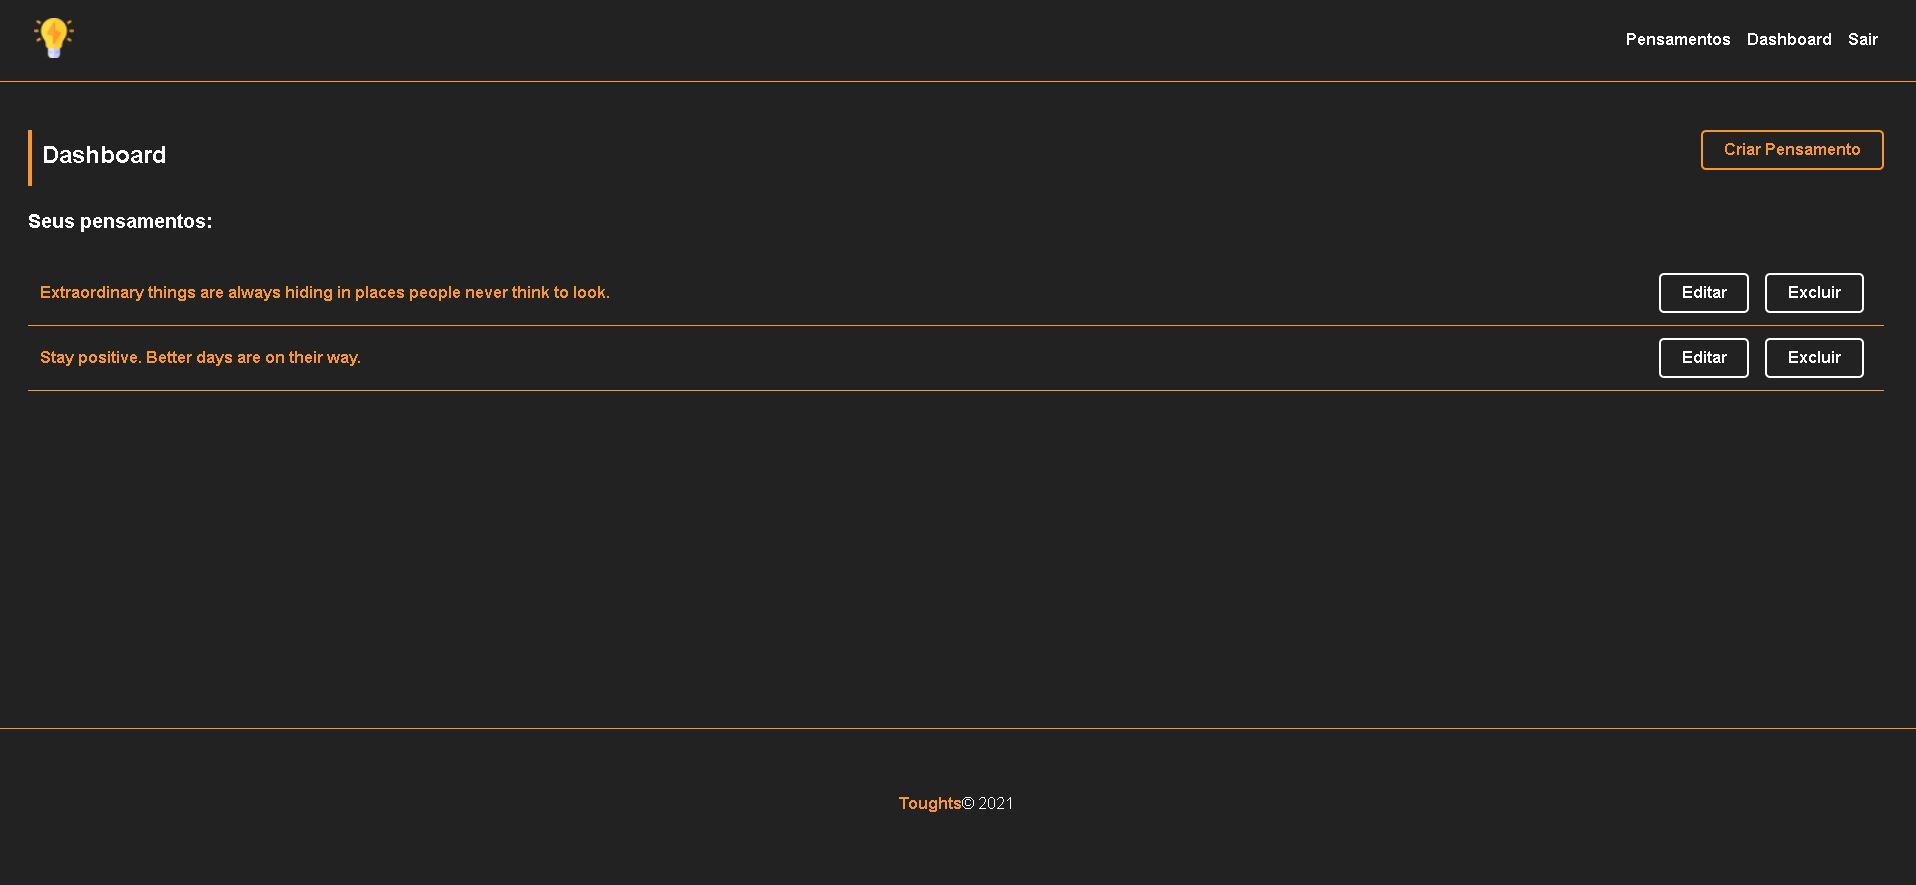 Pensamentos Dashboard Sair
Dashboard
Criar Pensamento
Seus pensamentos:
Extraordinary things are always hiding in places people never think to look.
Editar Excluir
Stay positive. Better days are on their way.
Editar Excluir
Toughts© 2021